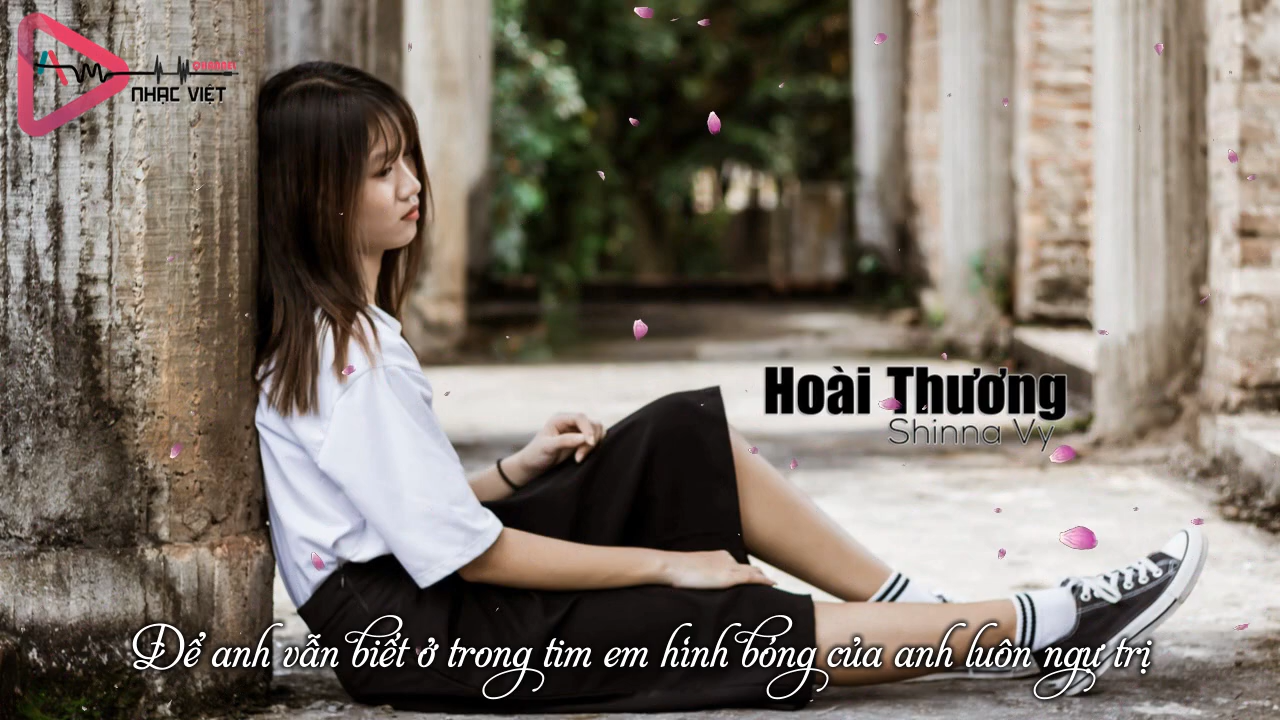 CHANNEL
NHẠC VIỆT
Hoài Thương
Shinna Vy
Để anh vẫn biết ở trong tim em hình bóng của anh luôn ngự trị